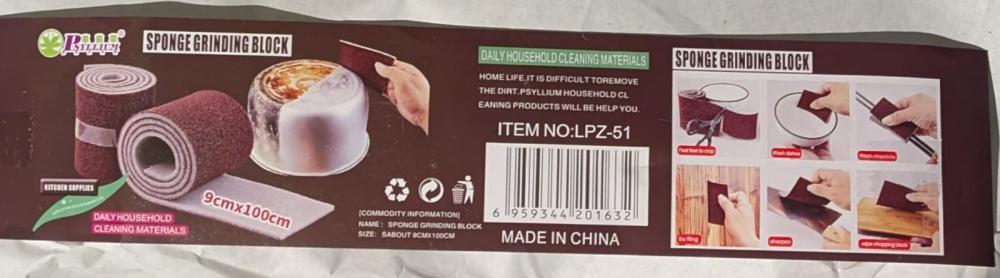 PSYLLIUM®
SPONGE GRINDING BLOCK
KITCHEN SUPPLIES
9cmx100cm
DAILY HOUSEHOLD
CLEANING MATERIALS
DAILY HOUSEHOLD CLEANING MATERIALS
HOME LIFE,IT IS DIFFICULT TOREMOVE
THE DIRT.PSYLLIUM HOUSEHOLD CL
EANING PRODUCTS WILL BE HELP YOU.
ITEM NO:LPZ-51
6 959344 201632
MADE IN CHINA
[COMMODITY INFORMATION]
NAME: SPONGE GRINDING BLOCK
SIZE: SABOUT 9CMX100CM
SPONGE GRINDING BLOCK
Feel free to crop
Wash dishes
Wash chopsticks
bu fling
sharpen
wipe chopping block